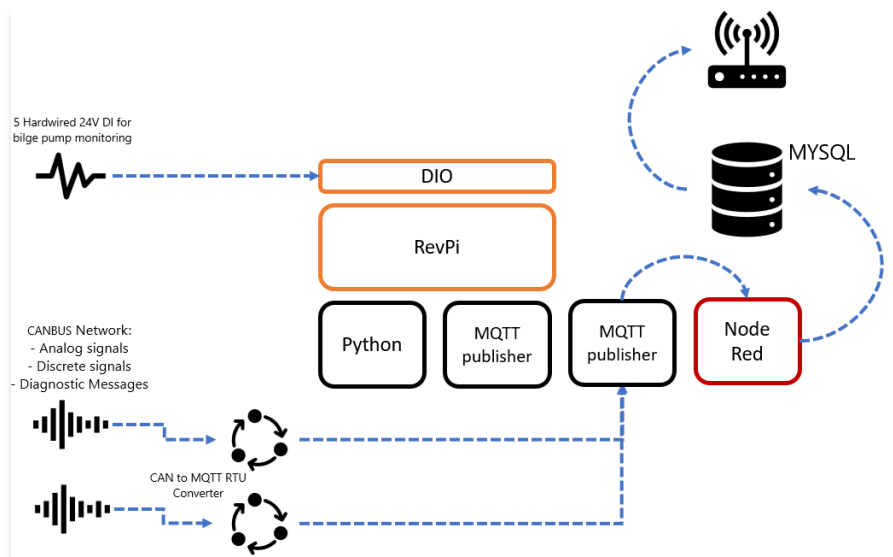 5 Hardwired 24V DI for
bilge pump monitoring
DIO
RevPi
MYSQL
CANBUS Network:
- Analog signals
- Discrete signals
- Diagnostic Messages
Python
MQTT
publisher
MQTT
publisher
Node
Red
CAN to MQTT RTU
Converter